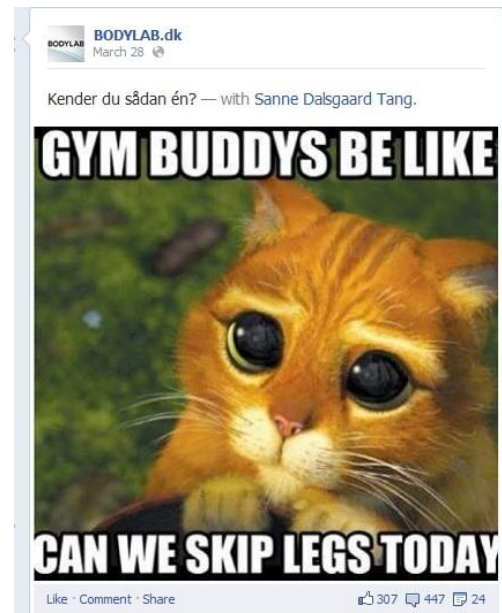 BODYLAB
BODYLAB.dk
March 28
Kender du sådan én? — with Sanne Dalsgaard Tang.
GYM BUDDYS BE LIKE
CAN WE SKIP LEGS TODAY
Like · Comment · Share 307 447 24